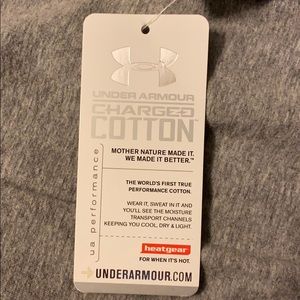 UNDER ARMOUR
CHARGED
COTTON™
MOTHER NATURE MADE IT.
WE MADE IT BETTER.™
THE WORLD'S FIRST TRUE
PERFORMANCE COTTON.
WEAR IT, SWEAT IN IT AND
YOU'LL SEE THE MOISTURE
TRANSPORT CHANNELS
KEEPING YOU COOL, DRY & LIGHT.
heatgear
FOR WHEN IT'S HOT.
ua performance
UNDERARMOUR.COM